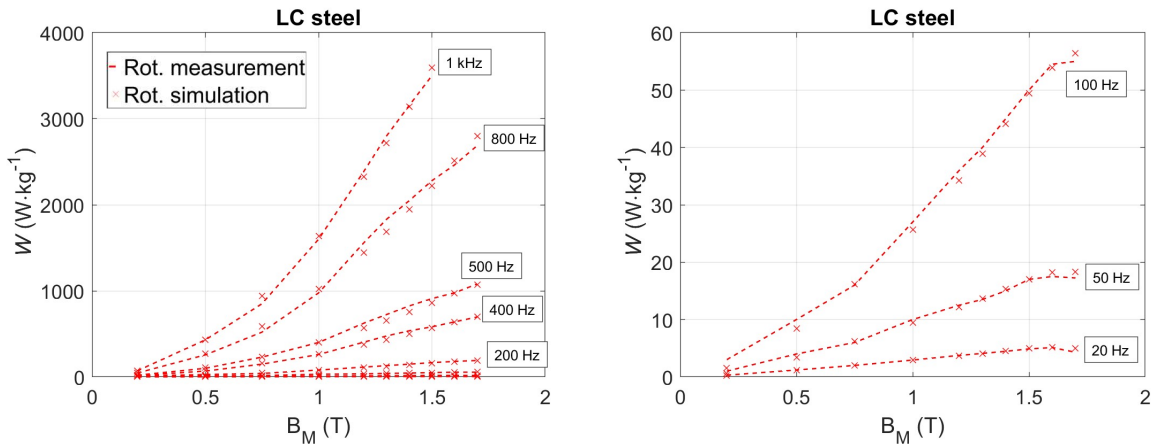 LC steel
4000
3000
2000
1000
0
W (W·kg-1)
Rot. measurement
Rot. simulation
1 kHz
800 Hz
500 Hz
400 Hz
200 Hz
0 0.5 1 1.5 2
BM (T)
LC steel
60
50
40
30
20
10
0
W (W·kg-1)
100 Hz
50 Hz
20 Hz
0 0.5 1 1.5 2
BM (T)